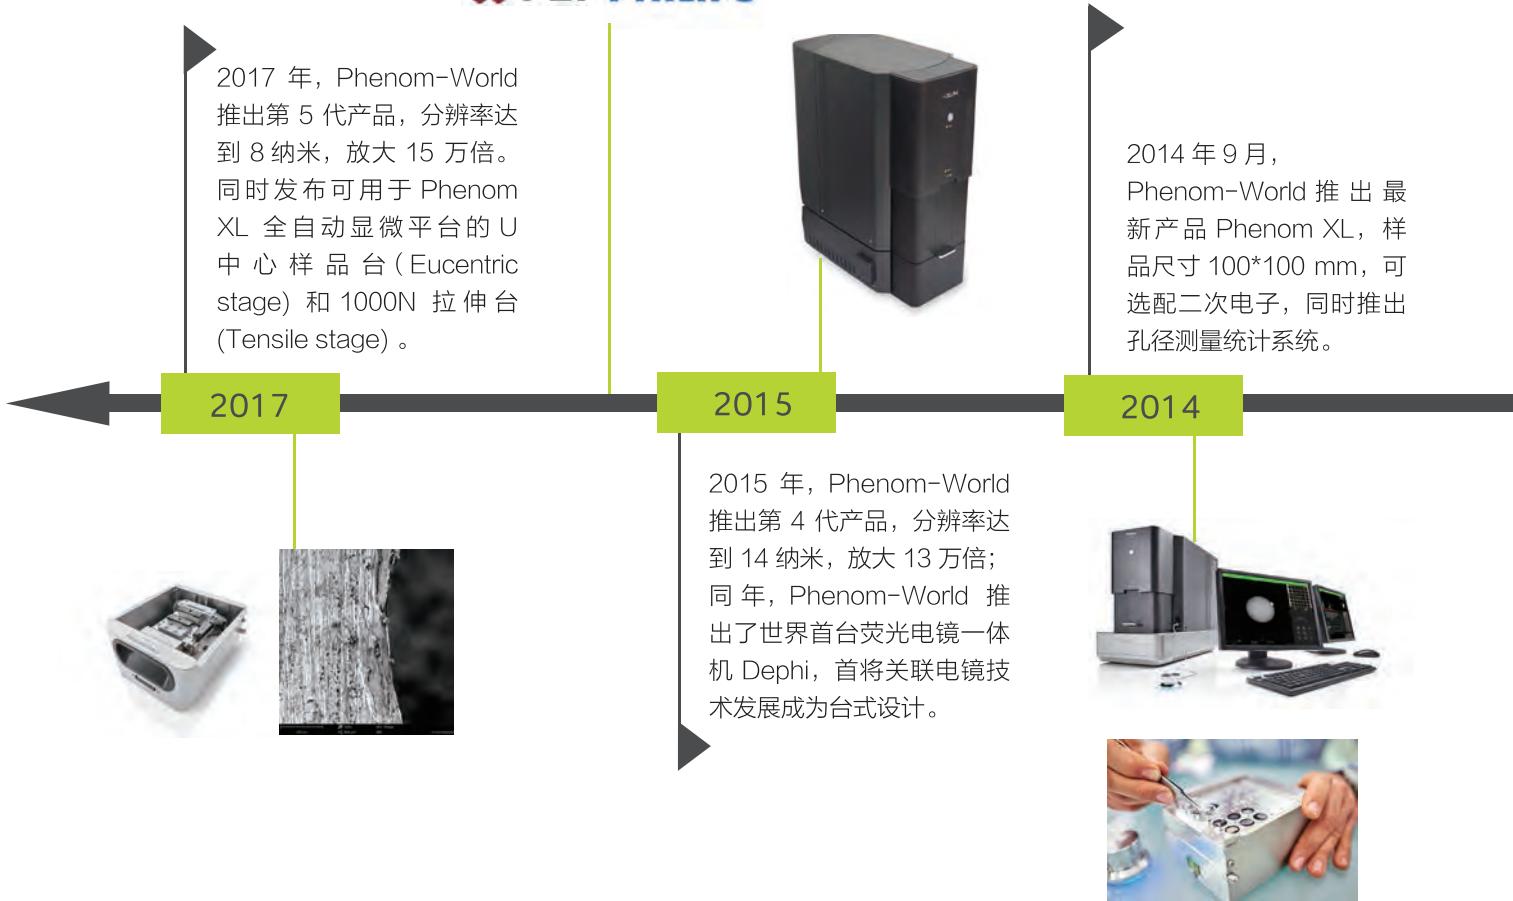 2017 年，Phenom-World
推出第 5 代产品，分辨率达
到 8 纳米，放大 15 万倍。
同时发布可用于 Phenom
XL 全自动显微平台的 U
中心样品台（Eucentric
stage) 和 1000N 拉伸台
(Tensile stage) 。
2014 年 9 月，
Phenom-World 推出最
新产品 Phenom XL，样
品尺寸 100*100 mm，可
选配二次电子，同时推出
孔径测量统计系统。
2017
2015
2014
2015 年，Phenom-World
推出第 4 代产品，分辨率达
到 14 纳米，放大 13 万倍；
同年，Phenom-World 推
出了世界首台荧光电镜一体
机 Dephi，首将关联电镜技
术发展成为台式设计。